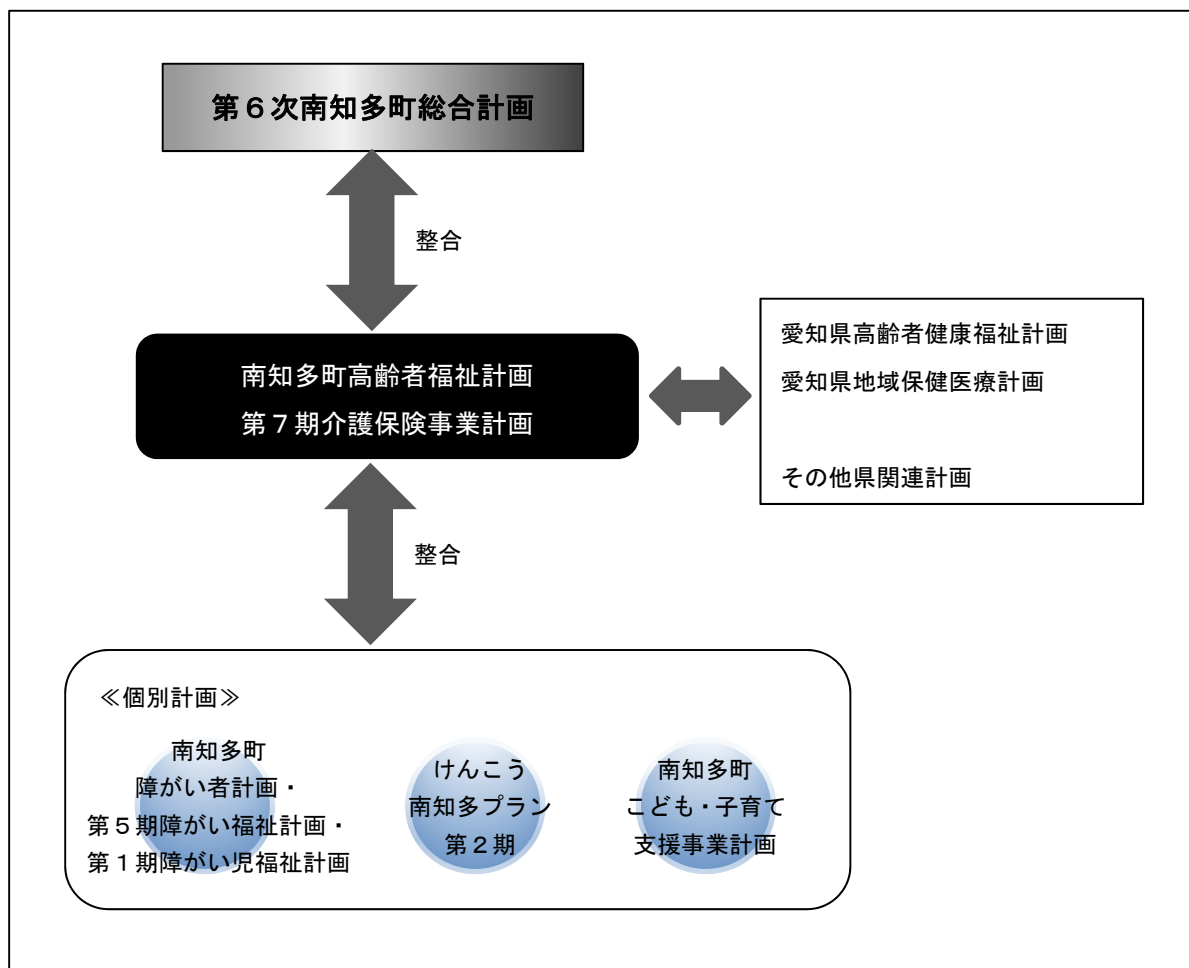 第６次南知多町総合計画
整合
南知多町高齢者福祉計画
第７期介護保険事業計画
愛知県高齢者健康福祉計画
愛知県地域保健医療計画
その他県関連計画
整合
≪個別計画≫
南知多町
障がい者計画・
第５期障がい福祉計画・
第１期障がい児福祉計画
けんこう
南知多プラン
第２期
南知多町
こども・子育て
支援事業計画